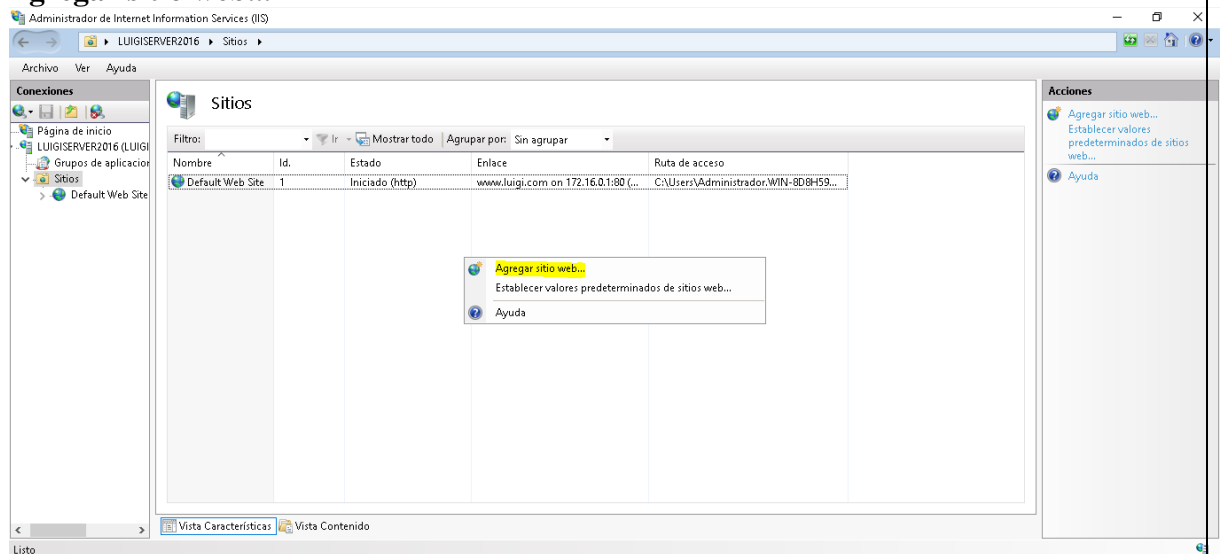 Administrador de Internet Information Services (IIS)
LUIGISERVER2016 ▸ Sitios ▸
Archivo Ver Ayuda
Conexiones
Página de inicio
LUIGISERVER2016 (LUIGI
Grupos de aplicacion
Sitios
Default Web Site
Sitios
Filtro: Ir Mostrar todo Agrupar por: Sin agrupar
Nombre Id. Estado Enlace Ruta de acceso
Default Web Site 1 Iniciado (http) www.luigi.com on 172.16.0.1:80 (... C:\Users\Administrador.WIN-8D8H59...
Agregar sitio web...
Establecer valores predeterminados de sitios web...
Ayuda
Vista Características Vista Contenido
Acciones
Agregar sitio web...
Establecer valores
predeterminados de sitios
web...
Ayuda
Listo